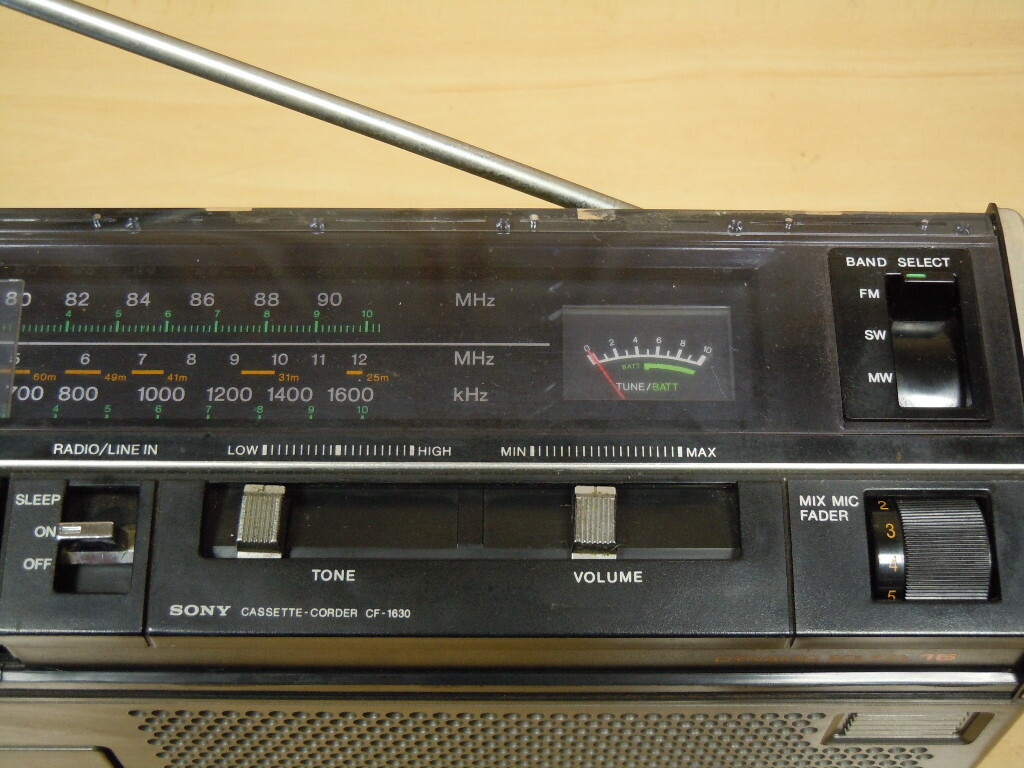 BAND SELECT
FM
SW
MW
80 82 84 86 88 90 MHz
4 5 6 7 8 9 10
5 6 7 8 9 10 11 12 MHz
60m 49m 41m 31m 25m
700 800 1000 1200 1400 1600 kHz
4 5 6 7 8 9 10
0 2 4 6 8 10
BATT
TUNE/BATT
RADIO/LINE IN
LOW HIGH
MIN MAX
SLEEP
ON
OFF
TONE
VOLUME
MIX MIC
FADER
2
3
4
5
SONY CASSETTE-CORDER CF-1630
16